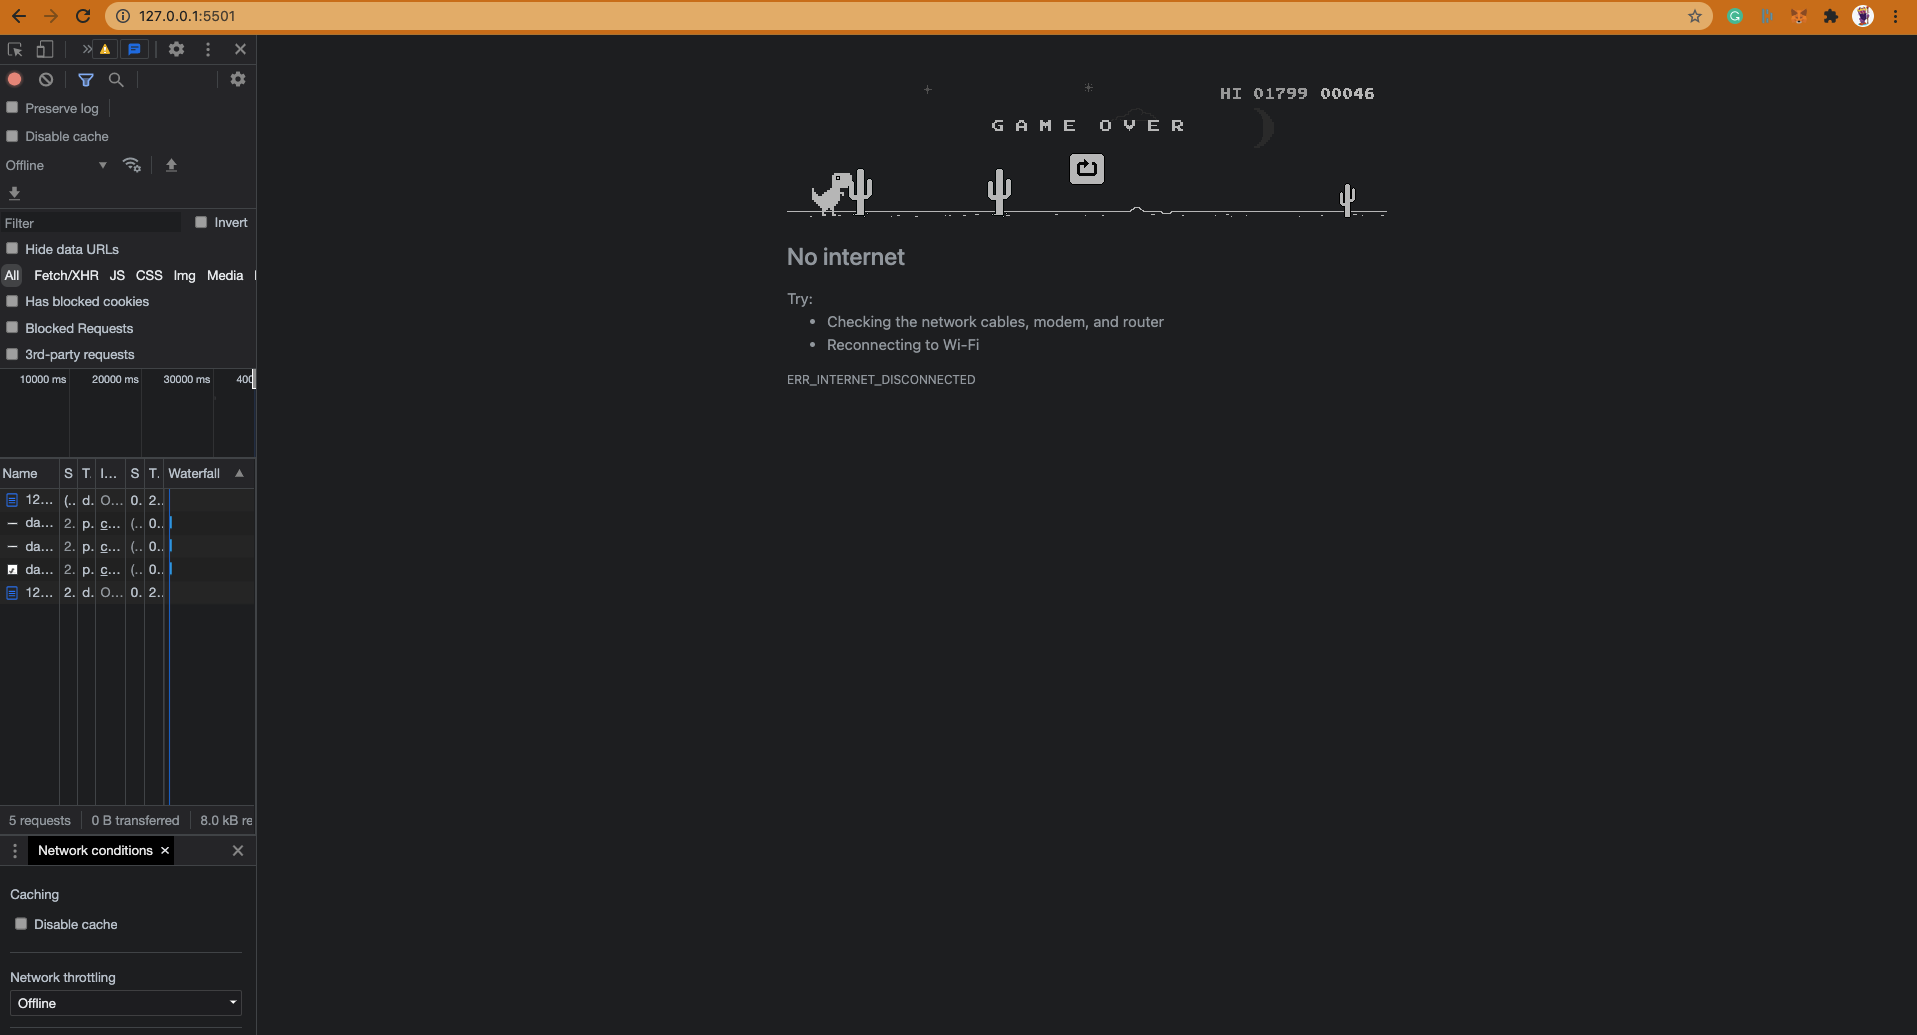 127.0.0.1:5501
Preserve log
Disable cache
Offline
Filter
Invert
Hide data URLs
All Fetch/XHR JS CSS Img Media
Has blocked cookies
Blocked Requests
3rd-party requests
10000 ms 20000 ms 30000 ms 400
Name S T. I... S T. Waterfall
12... (.. d. O... 0. 2..
da... 2. p. c... (.. 0..
da... 2. p. c... (.. 0..
da... 2. p. c... (.. 0..
12... 2. d. O... 0. 2..
5 requests 0 B transferred 8.0 kB re
Network conditions
Caching
Disable cache
Network throttling
Offline
HI 01799 00046
GAME OVER
No internet
Try:
• Checking the network cables, modem, and router
• Reconnecting to Wi-Fi
ERR_INTERNET_DISCONNECTED